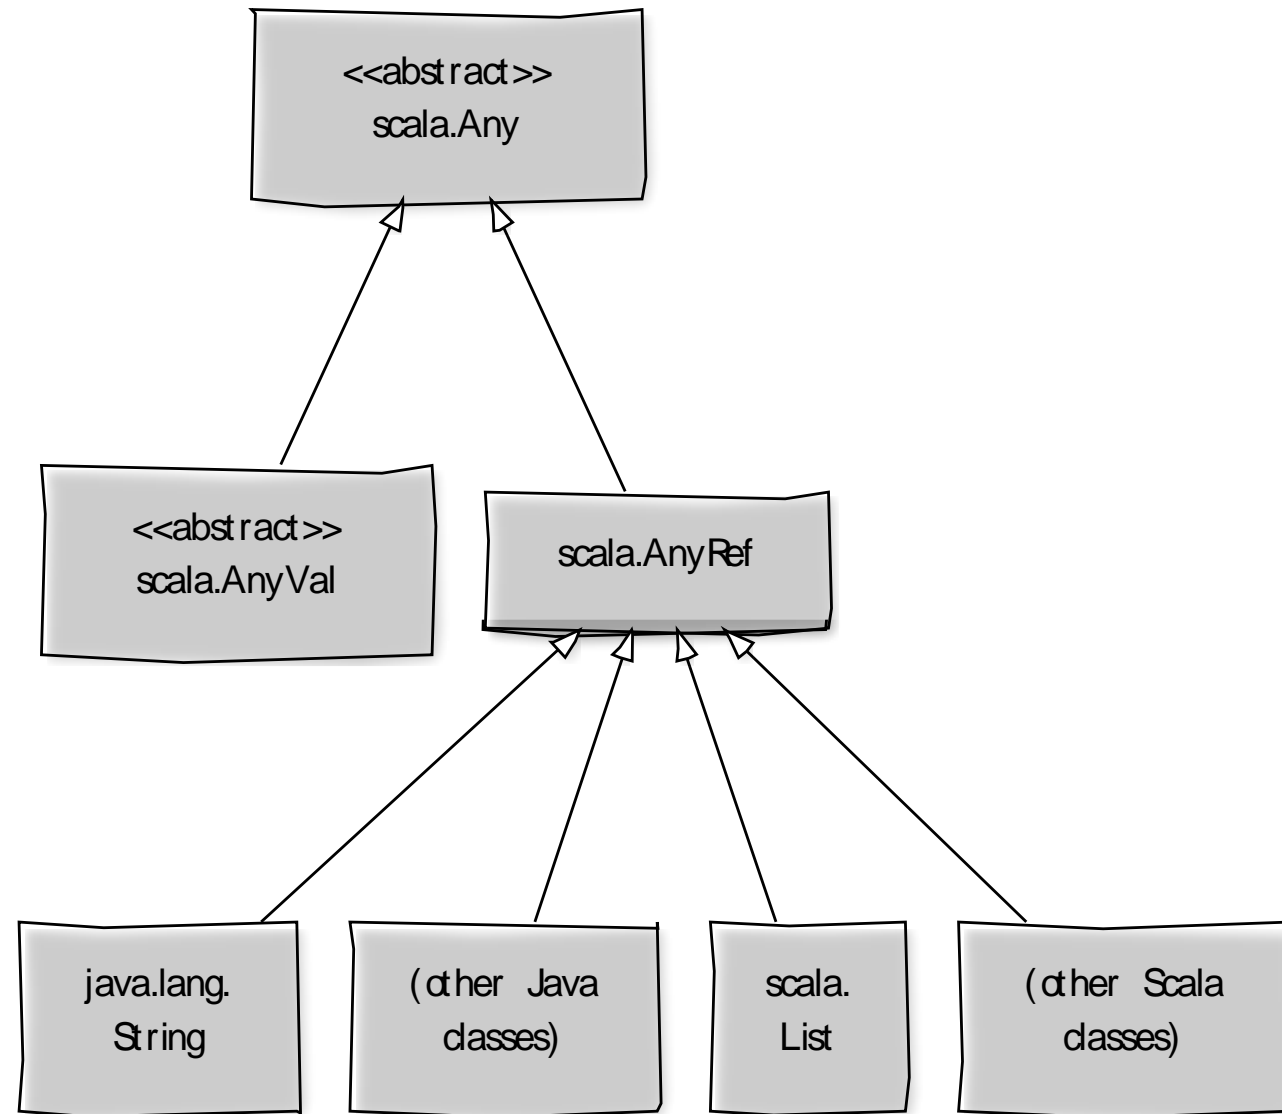 <<abstract>>
scala.Any
<<abstract>>
scala.AnyVal
scala.AnyRef
java.lang.
String
(other Java
classes)
scala.
List
(other Scala
classes)